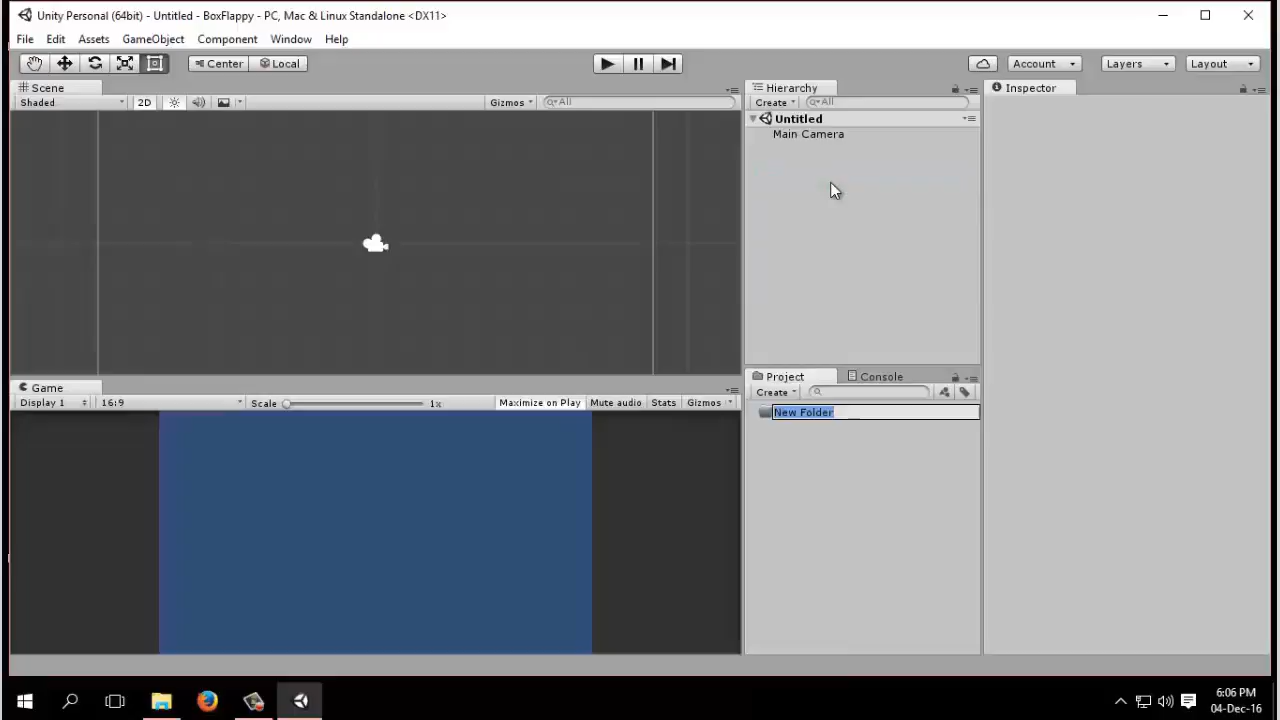 Unity Personal (64bit) - Untitled - BoxFlappy - PC, Mac & Linux Standalone <DX11>
File Edit Assets GameObject Component Window Help
Center Local Account Layers Layout
Scene Hierarchy Inspector
Shaded 2D Gizmos All Create All
Untitled
Main Camera
Game Project Console
Display 1 16:9 Scale 1x Maximize on Play Mute audio Stats Gizmos Create
New Folder
6:06 PM
04-Dec-16